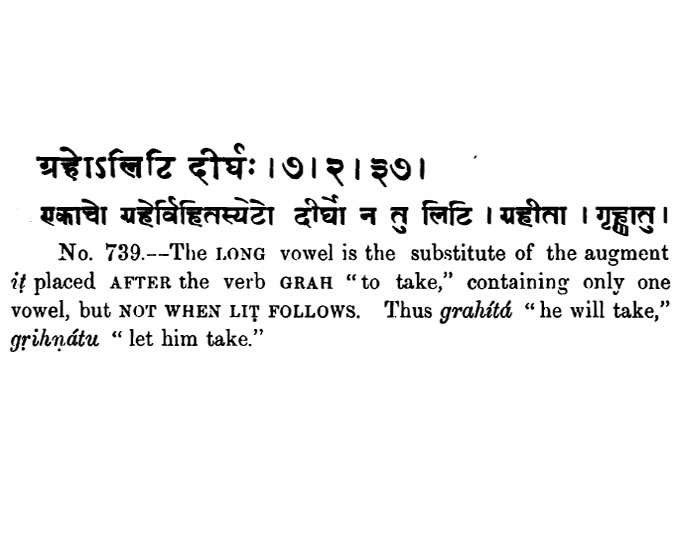 ग्रहोऽलिटि दीर्घः । ७ । २ । ३७ ।
एकाचो ग्रहेर्विहितस्येटो दीर्घो न तु लिटि । ग्रहीता । गृह्णातु ।
No. 739.--The LONG vowel is the substitute of the augment
iṭ placed AFTER the verb GRAH “to take,” containing only one
vowel, but NOT WHEN LIṬ FOLLOWS. Thus grahítá “he will take,”
gṛihṇátu “let him take.”